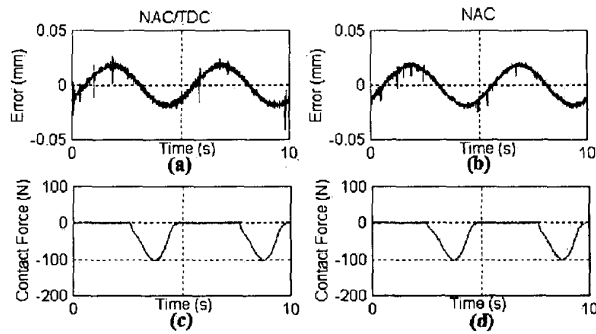 NAC/TDC
NAC
0.05
0
-0.05
Error (mm)
0
Time (s)
10
(a)
0.05
0
-0.05
Error (mm)
0
Time (s)
10
(b)
100
0
-100
-200
Contact Force (N)
0
Time (s)
10
(c)
100
0
-100
-200
Contact Force (N)
0
Time (s)
10
(d)